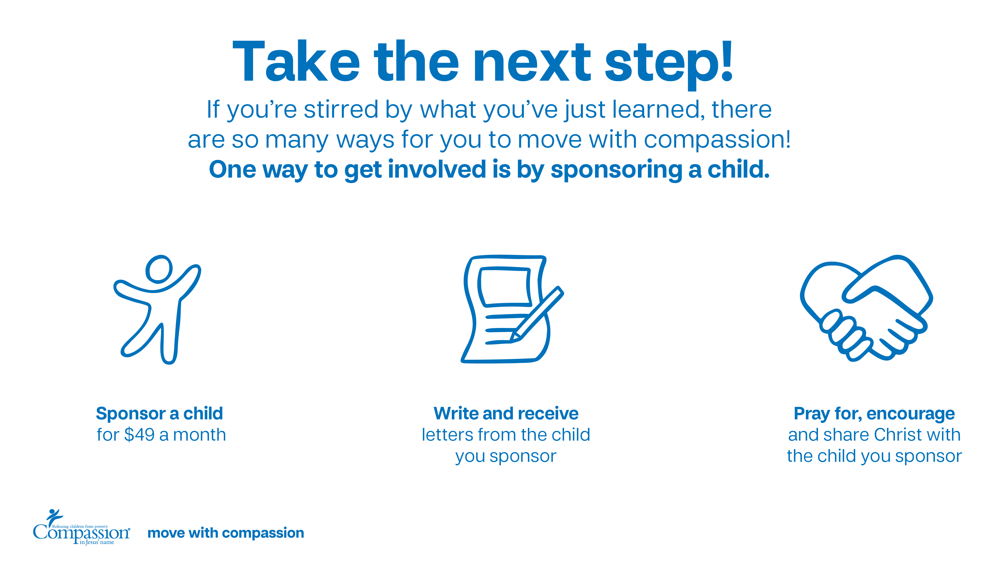 Take the next step!
If you’re stirred by what you’ve just learned, there
are so many ways for you to move with compassion!
One way to get involved is by sponsoring a child.
Sponsor a child
for $49 a month
Write and receive
letters from the child
you sponsor
Pray for, encourage
and share Christ with
the child you sponsor
Releasing children from poverty
Compassion®
in Jesus’ name
move with compassion